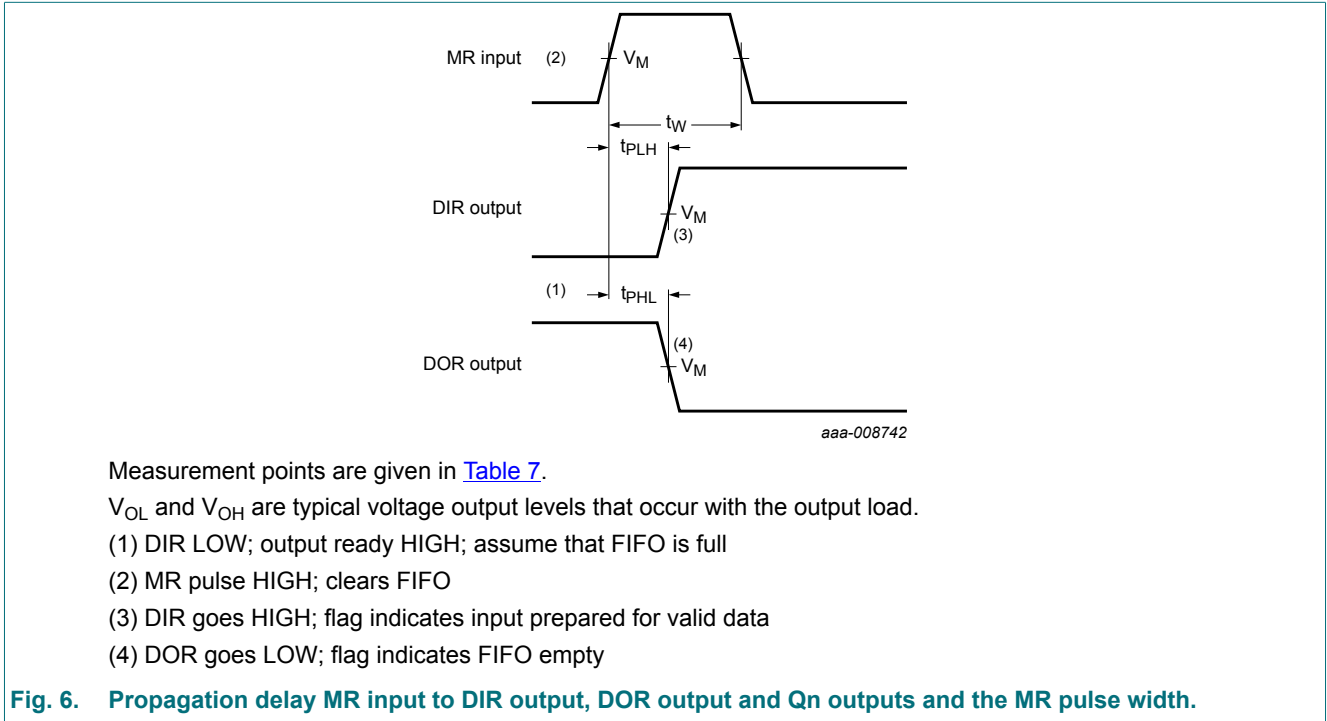 MR input (2) VM
tW
tPLH
DIR output VM
(3)
(1) tPHL
(4)
DOR output VM
aaa-008742
Measurement points are given in Table 7.
VOL and VOH are typical voltage output levels that occur with the output load.
(1) DIR LOW; output ready HIGH; assume that FIFO is full
(2) MR pulse HIGH; clears FIFO
(3) DIR goes HIGH; flag indicates input prepared for valid data
(4) DOR goes LOW; flag indicates FIFO empty
Fig. 6. Propagation delay MR input to DIR output, DOR output and Qn outputs and the MR pulse width.